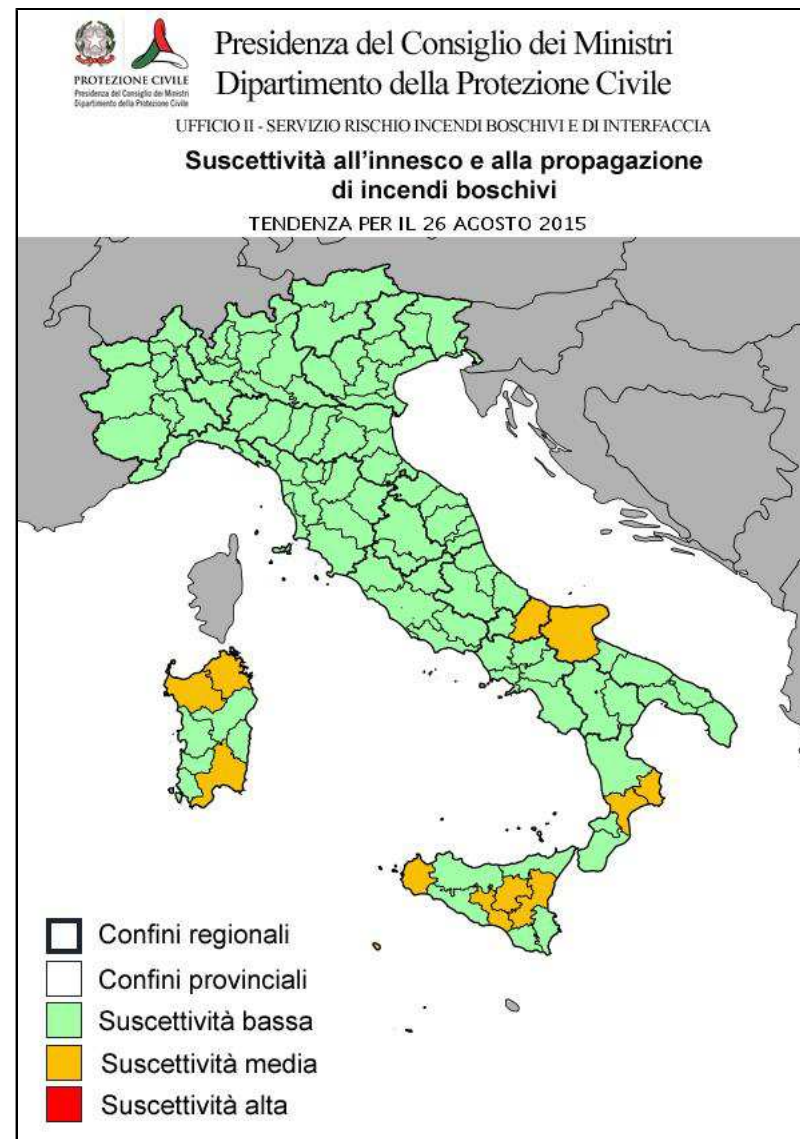 Presidenza del Consiglio dei Ministri
Dipartimento della Protezione Civile
PROTEZIONE CIVILE
Presidenza del Consiglio dei Ministri
Dipartimento della Protezione Civile
UFFICIO II - SERVIZIO RISCHIO INCENDI BOSCHIVI E DI INTERFACCIA
Suscettività all'innesco e alla propagazione
di incendi boschivi
TENDENZA PER IL 26 AGOSTO 2015
Confini regionali
Confini provinciali
Suscettività bassa
Suscettività media
Suscettività alta